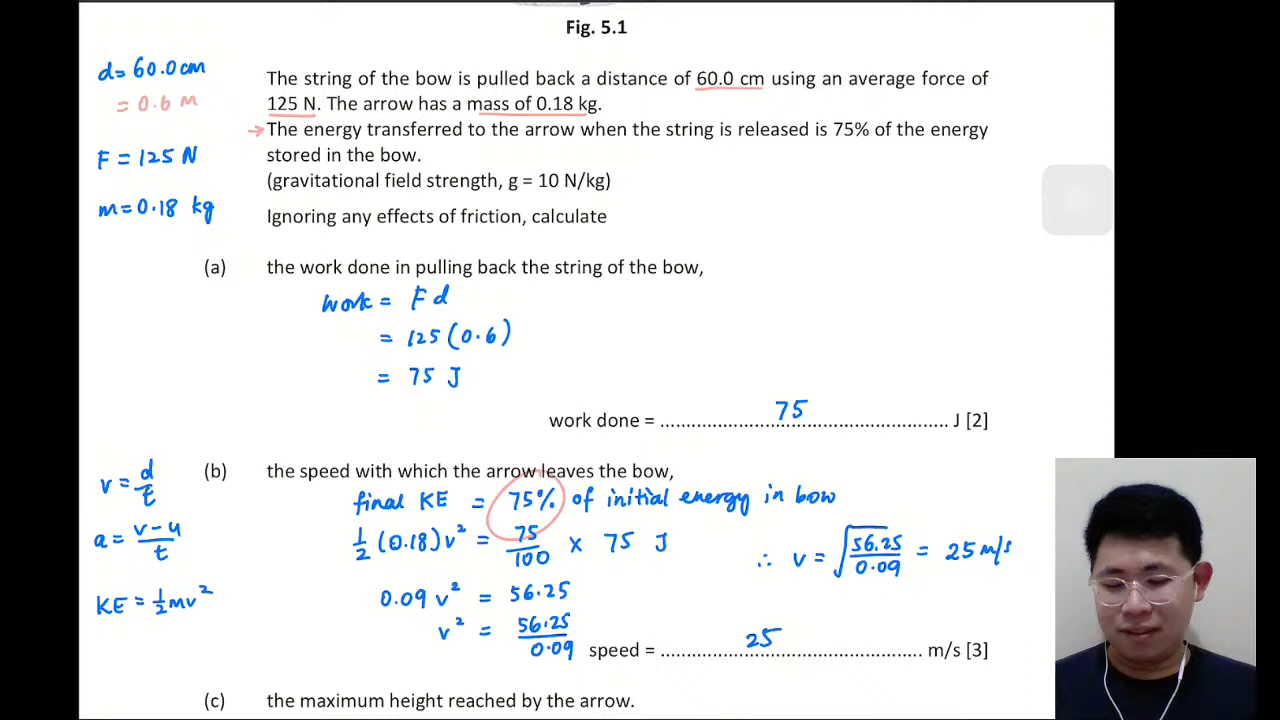 Fig. 5.1
d = 60.0 cm
= 0.6 m
F = 125 N
m = 0.18 kg
The string of the bow is pulled back a distance of 60.0 cm using an average force of
125 N. The arrow has a mass of 0.18 kg.
→ The energy transferred to the arrow when the string is released is 75% of the energy
stored in the bow.
(gravitational field strength, g = 10 N/kg)
Ignoring any effects of friction, calculate
(a) the work done in pulling back the string of the bow,
work = Fd
= 125 (0.6)
= 75 J
work done = ........ 75 ........ J [2]
(b) the speed with which the arrow leaves the bow,
v = d/t
a = v-u/t
KE = ½mv²
final KE = 75% of initial energy in bow
½ (0.18) v² = 75/100 × 75 J
0.09 v² = 56.25
v² = 56.25/0.09
∴ v = √56.25/0.09 = 25 m/s
speed = ........ 25 ........ m/s [3]
(c) the maximum height reached by the arrow.